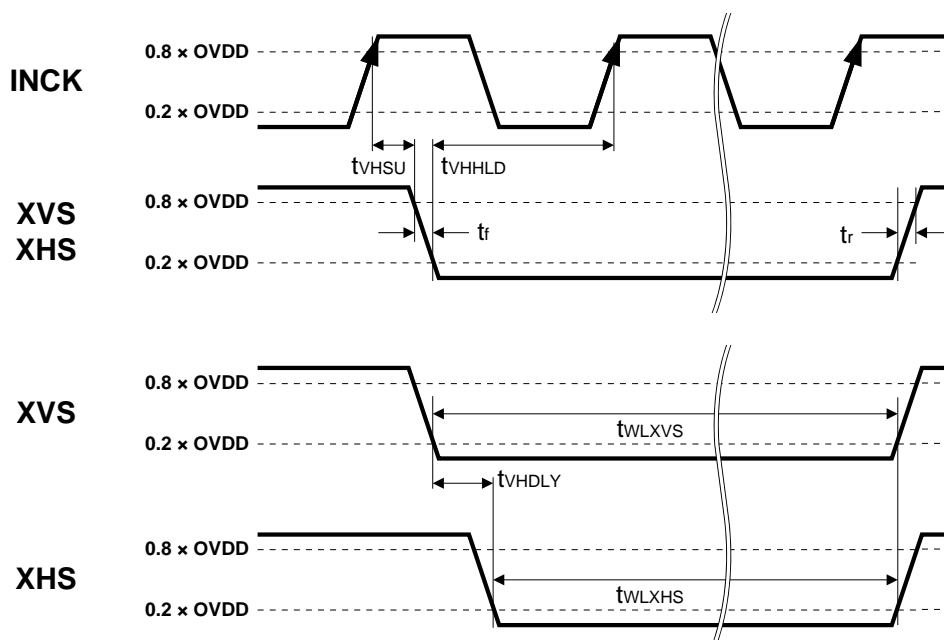 0.8 × OVDD
INCK
0.2 × OVDD
tVHSU tVHHLD
0.8 × OVDD
XVS
XHS
tf tr
0.2 × OVDD
0.8 × OVDD
XVS
tWLXVS
0.2 × OVDD
tVHDLY
0.8 × OVDD
XHS
tWLXHS
0.2 × OVDD